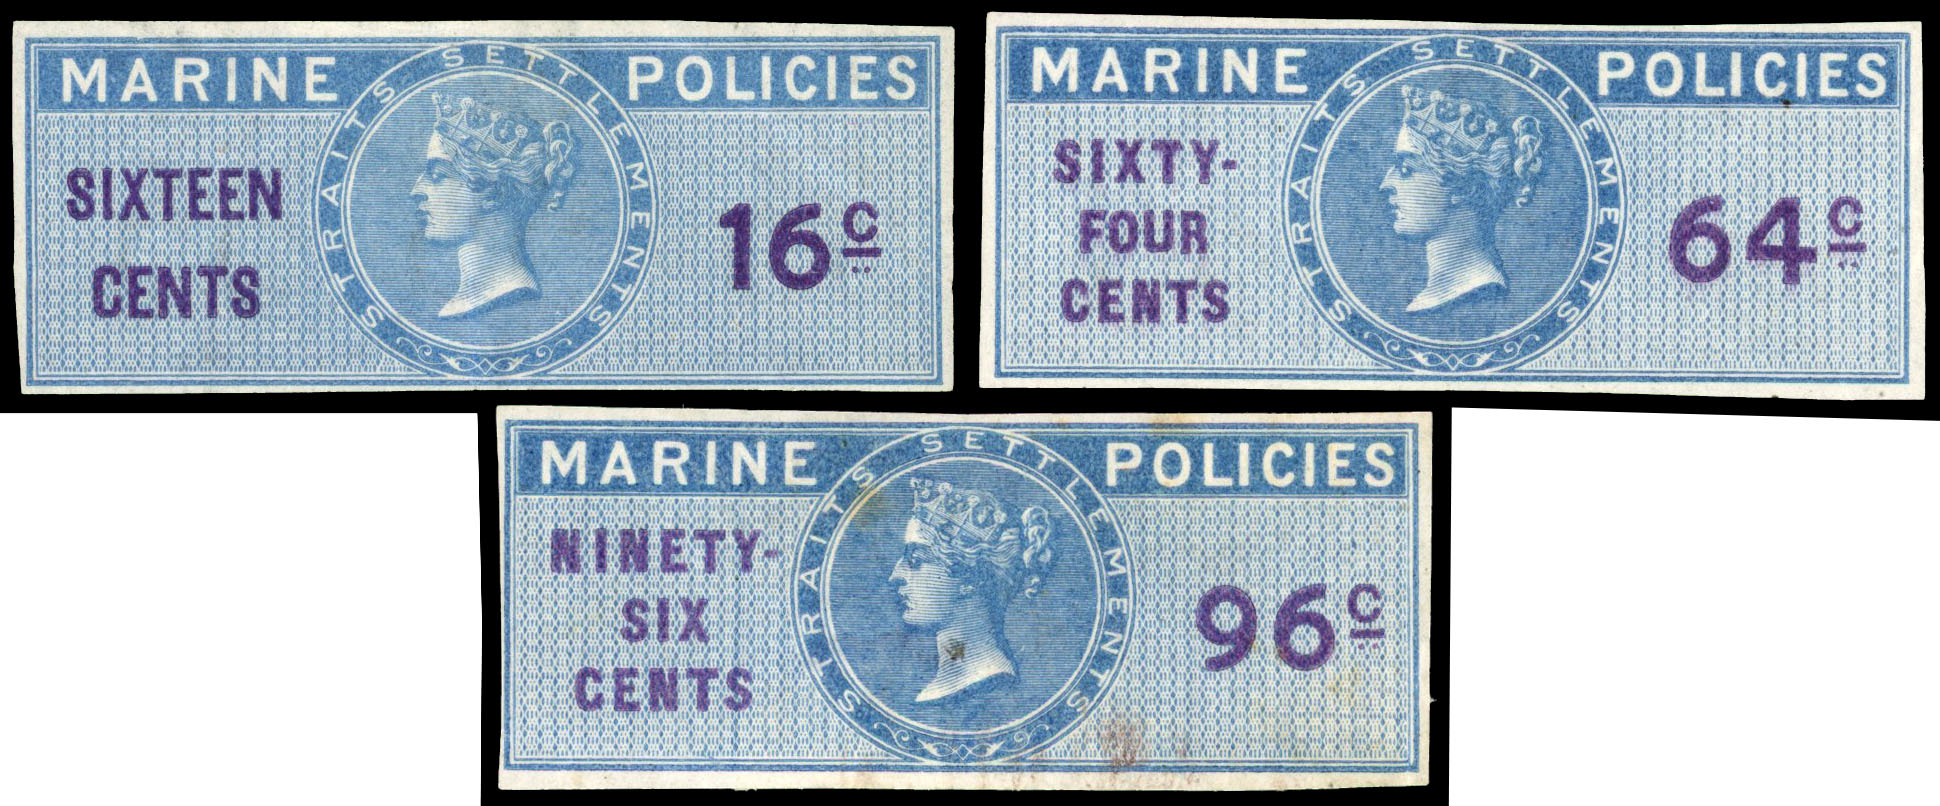 MARINE
STRAITS SETTLEMENTS
POLICIES
SIXTEEN
CENTS
16c
MARINE
STRAITS SETTLEMENTS
POLICIES
SIXTY-
FOUR
CENTS
64c
MARINE
STRAITS SETTLEMENTS
POLICIES
NINETY-
SIX
CENTS
96c